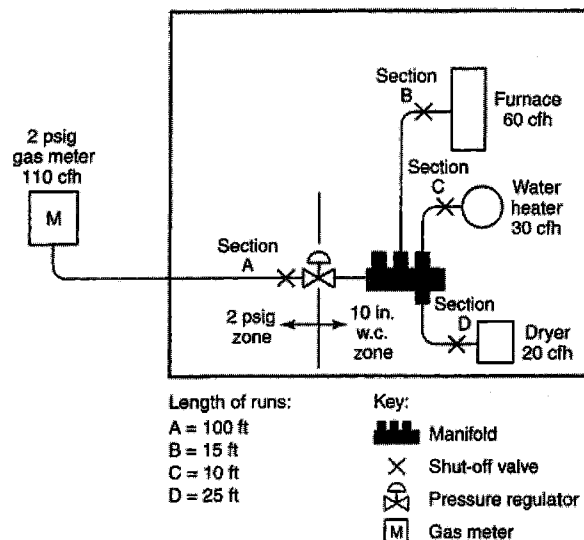 2 psig
gas meter
110 cfh
M
Section
A
2 psig
zone
10 in.
w.c.
zone
Section
B
Furnace
60 cfh
Section
C
Water
heater
30 cfh
Section
D
Dryer
20 cfh
Length of runs:
A = 100 ft
B = 15 ft
C = 10 ft
D = 25 ft
Key:
Manifold
Shut-off valve
Pressure regulator
M Gas meter